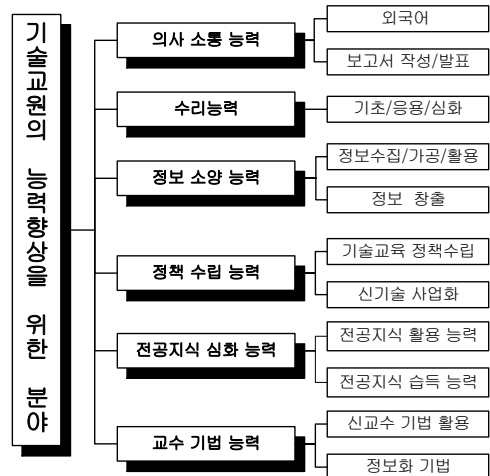 기술교원의 능력향상을 위한 분야
의사 소통 능력
외국어
보고서 작성/발표
수리능력
기초/응용/심화
정보 소양 능력
정보수집/가공/활용
정보 창출
정책 수립 능력
기술교육 정책수립
신기술 사업화
전공지식 심화 능력
전공지식 활용 능력
전공지식 습득 능력
교수 기법 능력
신교수 기법 활용
정보화 기법